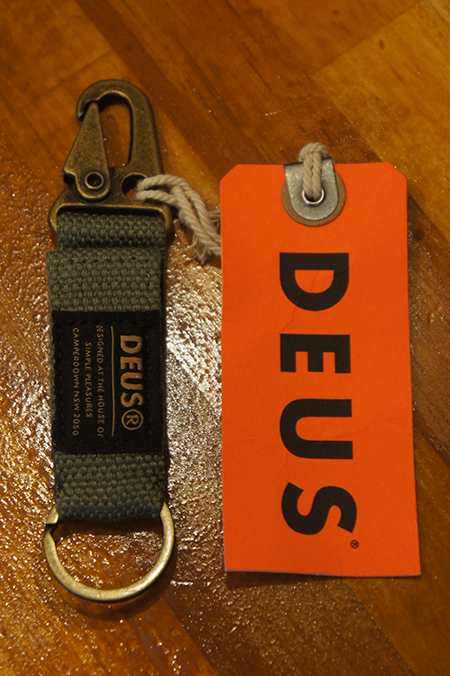 DEUS®
DESIGNED AT THE HOUSE OF
SIMPLE PLEASURES
CAMPERDOWN NSW 2050
DEUS®